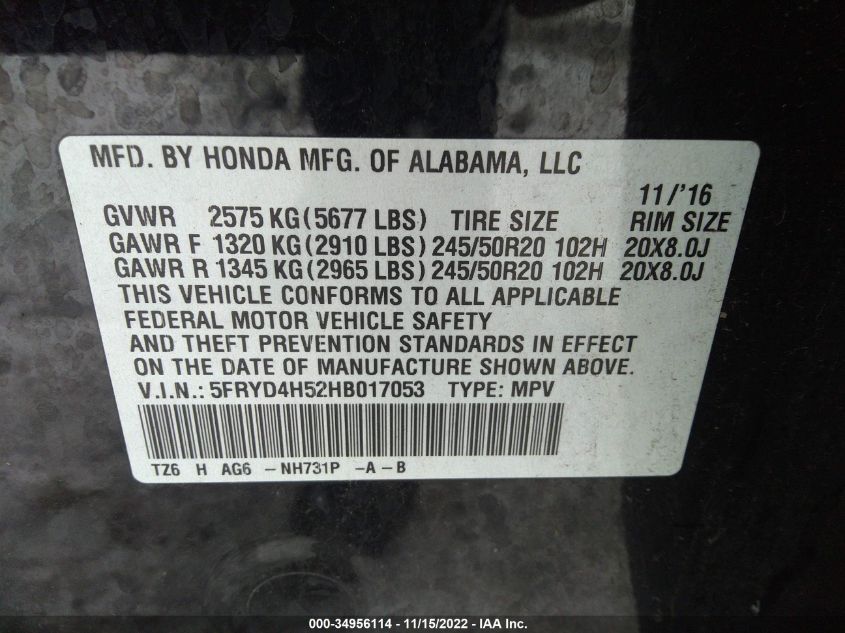 MFD. BY HONDA MFG. OF ALABAMA, LLC
11/'16
GVWR 2575 KG (5677 LBS) TIRE SIZE RIM SIZE
GAWR F 1320 KG (2910 LBS) 245/50R20 102H 20X8.0J
GAWR R 1345 KG (2965 LBS) 245/50R20 102H 20X8.0J
THIS VEHICLE CONFORMS TO ALL APPLICABLE
FEDERAL MOTOR VEHICLE SAFETY
AND THEFT PREVENTION STANDARDS IN EFFECT
ON THE DATE OF MANUFACTURE SHOWN ABOVE.
V.I.N.: 5FRYD4H52HB017053 TYPE: MPV
TZ6 H AG6 – NH731P –A – B
000-34956114 - 11/15/2022 - IAA Inc.